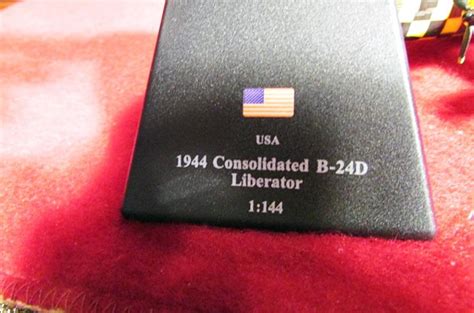 USA
1944 Consolidated B-24D
Liberator
1:144